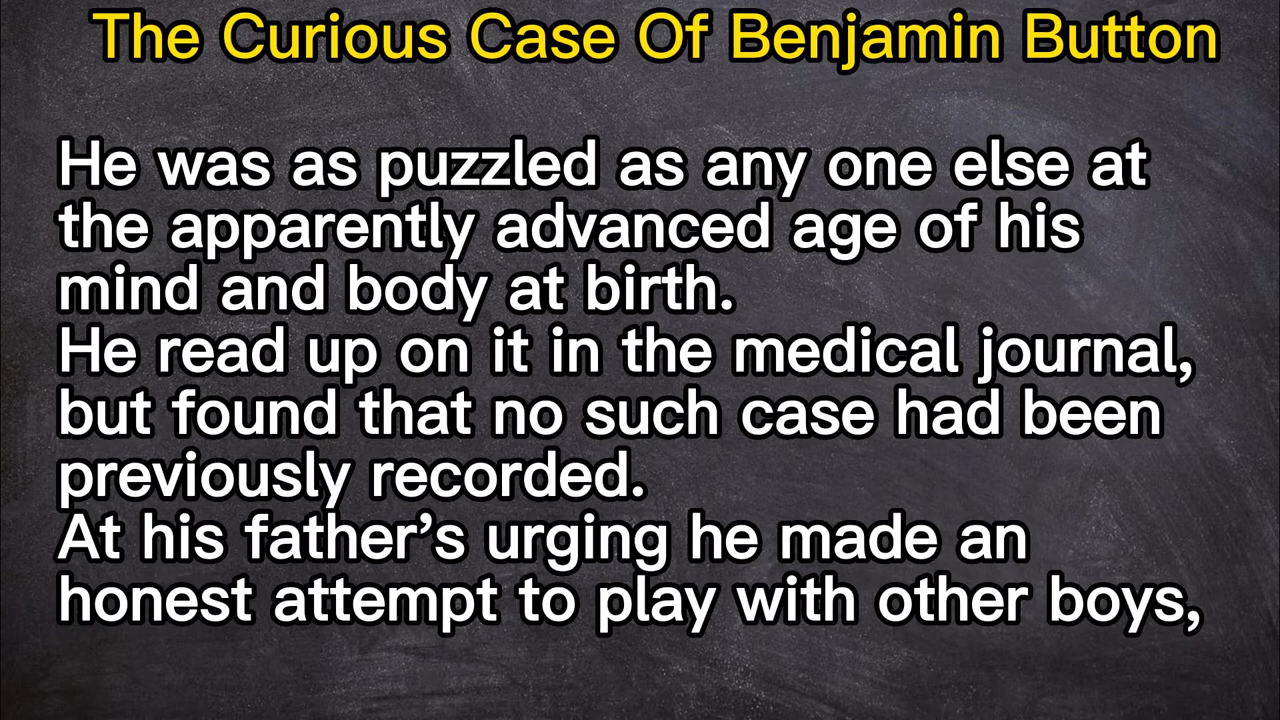 The Curious Case Of Benjamin Button
He was as puzzled as any one else at
the apparently advanced age of his
mind and body at birth.
He read up on it in the medical journal,
but found that no such case had been
previously recorded.
At his father’s urging he made an
honest attempt to play with other boys,